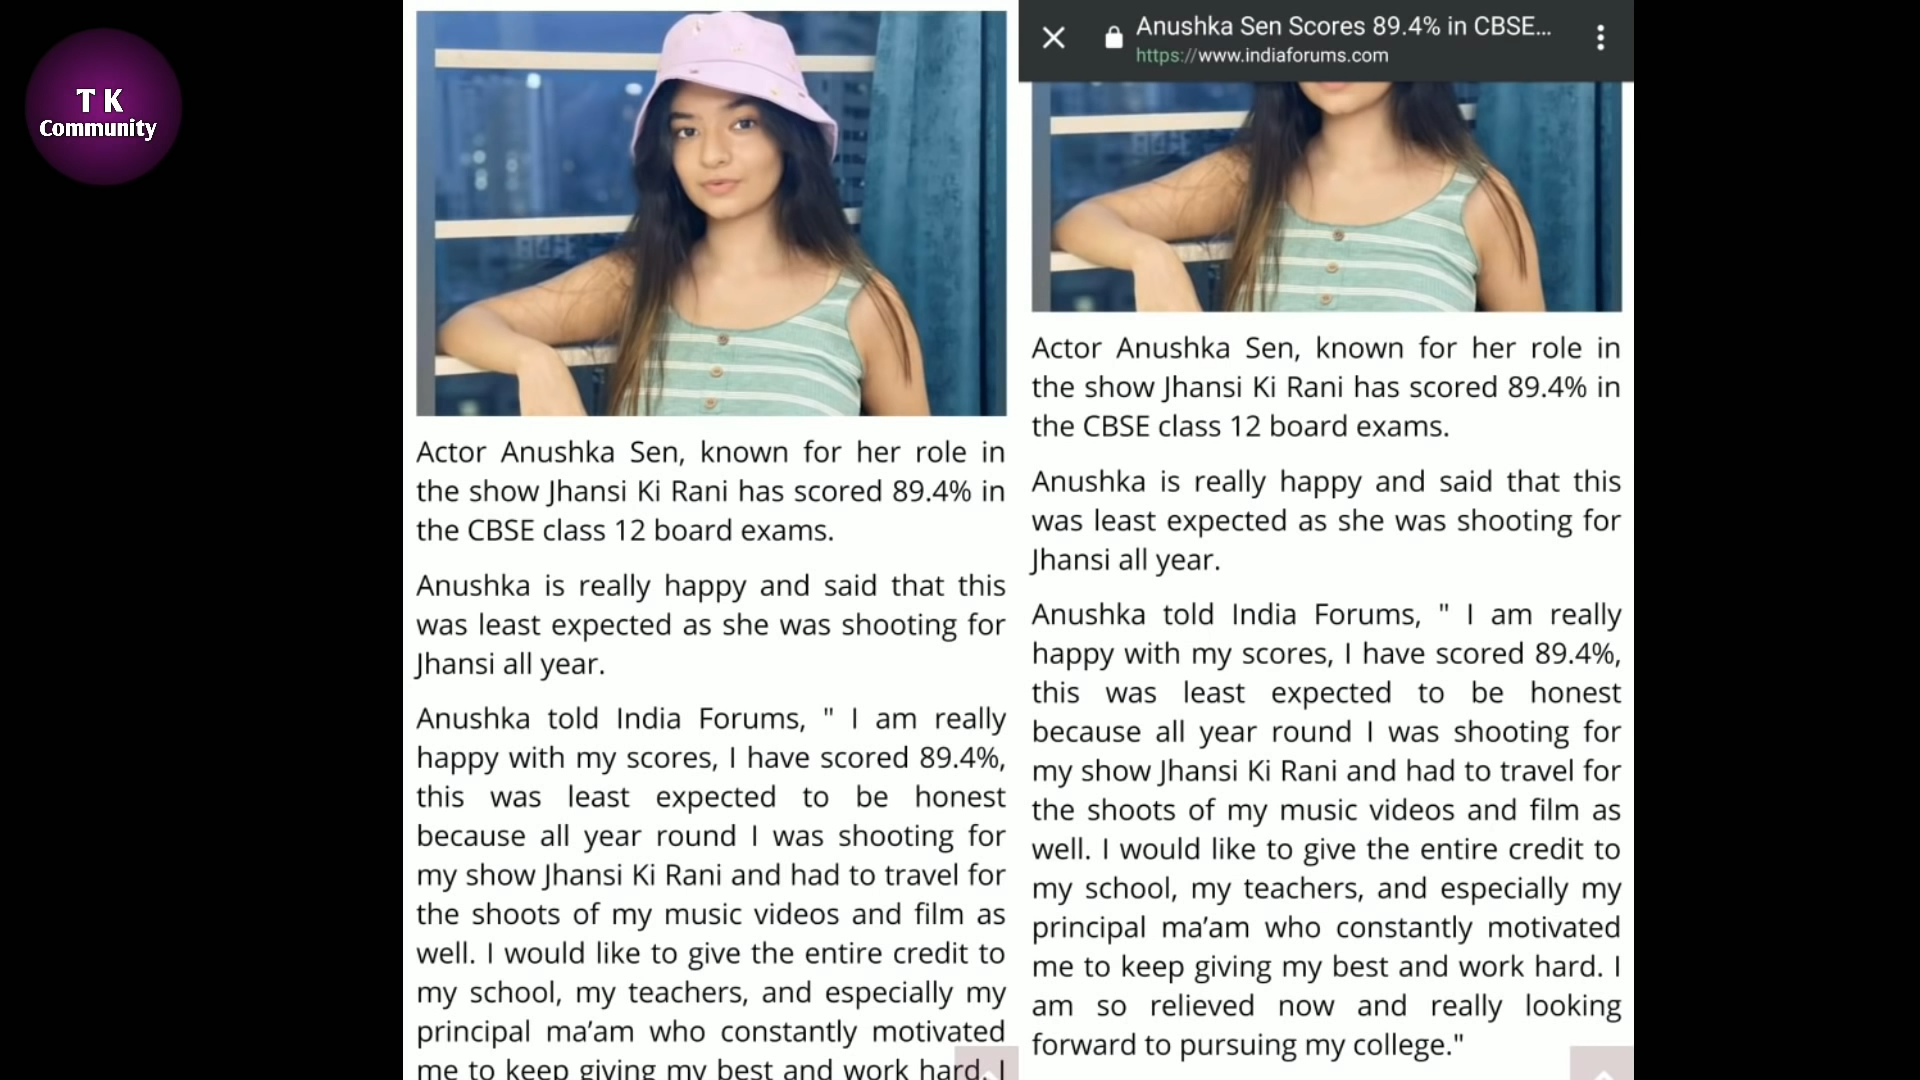 T K
Community
Actor Anushka Sen, known for her role in
the show Jhansi Ki Rani has scored 89.4% in
the CBSE class 12 board exams.
Anushka is really happy and said that this
was least expected as she was shooting for
Jhansi all year.
Anushka told India Forums, " I am really
happy with my scores, I have scored 89.4%,
this was least expected to be honest
because all year round I was shooting for
my show Jhansi Ki Rani and had to travel for
the shoots of my music videos and film as
well. I would like to give the entire credit to
my school, my teachers, and especially my
principal ma’am who constantly motivated
me to keep giving my best and work hard. I
Anushka Sen Scores 89.4% in CBSE...
https://www.indiaforums.com
Actor Anushka Sen, known for her role in
the show Jhansi Ki Rani has scored 89.4% in
the CBSE class 12 board exams.
Anushka is really happy and said that this
was least expected as she was shooting for
Jhansi all year.
Anushka told India Forums, " I am really
happy with my scores, I have scored 89.4%,
this was least expected to be honest
because all year round I was shooting for
my show Jhansi Ki Rani and had to travel for
the shoots of my music videos and film as
well. I would like to give the entire credit to
my school, my teachers, and especially my
principal ma’am who constantly motivated
me to keep giving my best and work hard. I
am so relieved now and really looking
forward to pursuing my college."